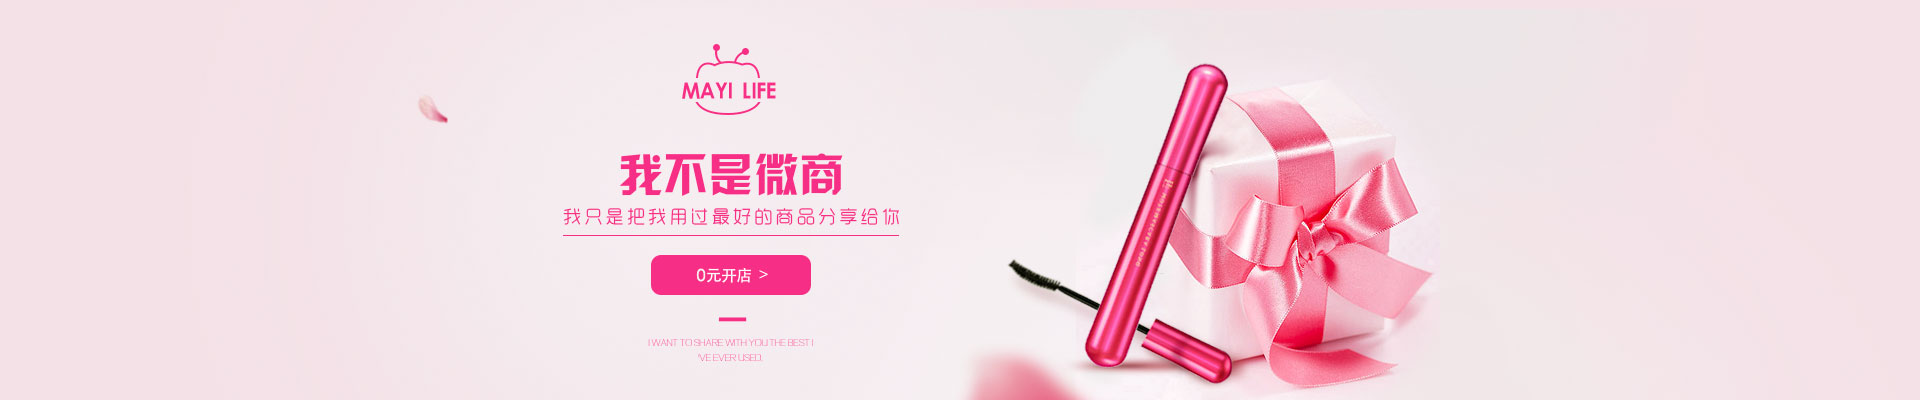 MAYI LIFE
我不是微商
我只是把我用过最好的商品分享给你
0元开店 >
I WANT TO SHARE WITH YOU THE BEST I
'VE EVER USED.